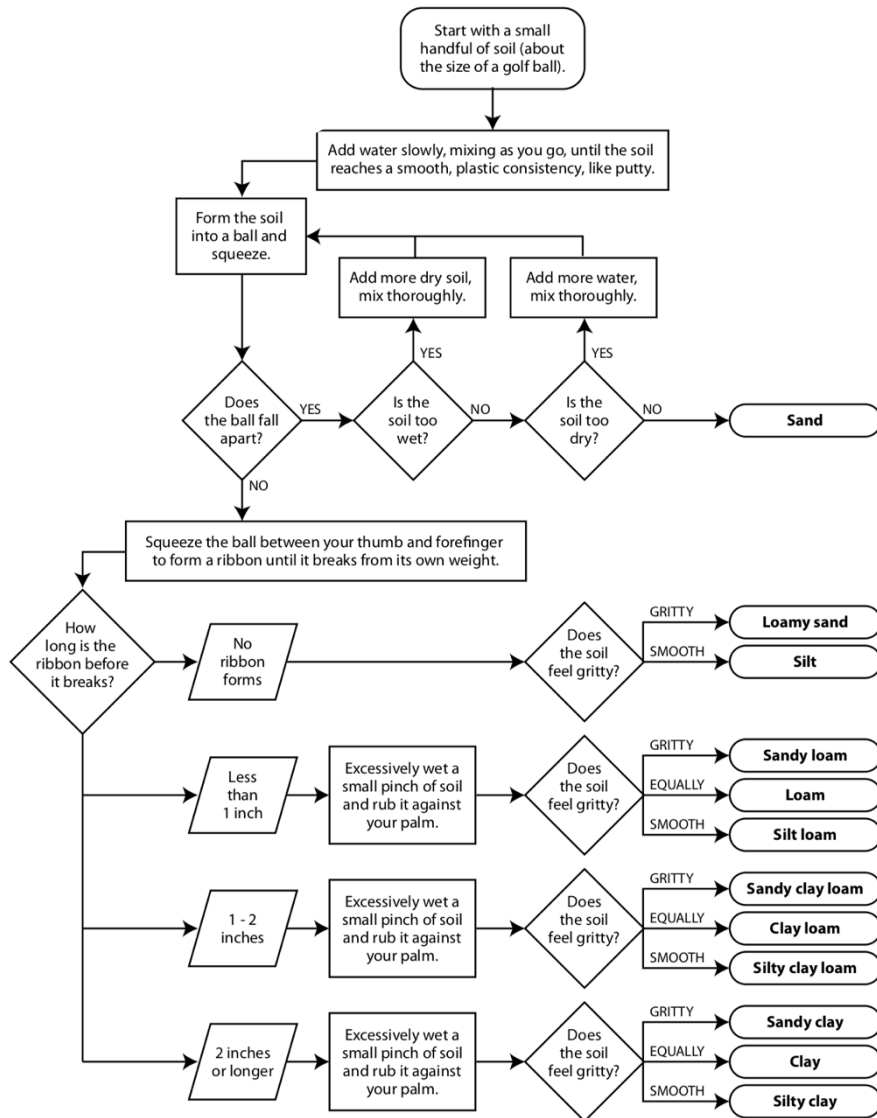 Start with a small
handful of soil (about
the size of a golf ball).
Add water slowly, mixing as you go, until the soil
reaches a smooth, plastic consistency, like putty.
Form the soil
into a ball and
squeeze.
Add more dry soil,
mix thoroughly.
Add more water,
mix thoroughly.
YES
YES
Does
the ball fall
apart?
YES
Is the
soil too
wet?
NO
Is the
soil too
dry?
NO
Sand
NO
Squeeze the ball between your thumb and forefinger
to form a ribbon until it breaks from its own weight.
How
long is the
ribbon before
it breaks?
No
ribbon
forms
Does
the soil
feel gritty?
GRITTY
Loamy sand
SMOOTH
Silt
Less
than
1 inch
Excessively wet a
small pinch of soil
and rub it against
your palm.
Does
the soil
feel gritty?
GRITTY
Sandy loam
EQUALLY
Loam
SMOOTH
Silt loam
1 - 2
inches
Excessively wet a
small pinch of soil
and rub it against
your palm.
Does
the soil
feel gritty?
GRITTY
Sandy clay loam
EQUALLY
Clay loam
SMOOTH
Silty clay loam
2 inches
or longer
Excessively wet a
small pinch of soil
and rub it against
your palm.
Does
the soil
feel gritty?
GRITTY
Sandy clay
EQUALLY
Clay
SMOOTH
Silty clay